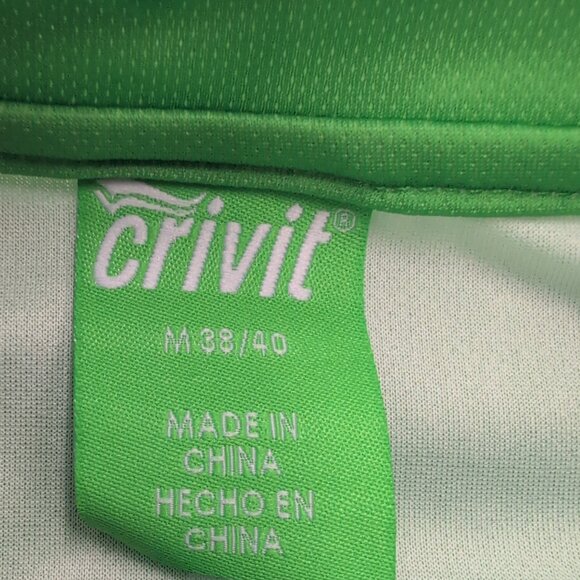 crivit®
M 38/40
MADE IN
CHINA
HECHO EN
CHINA